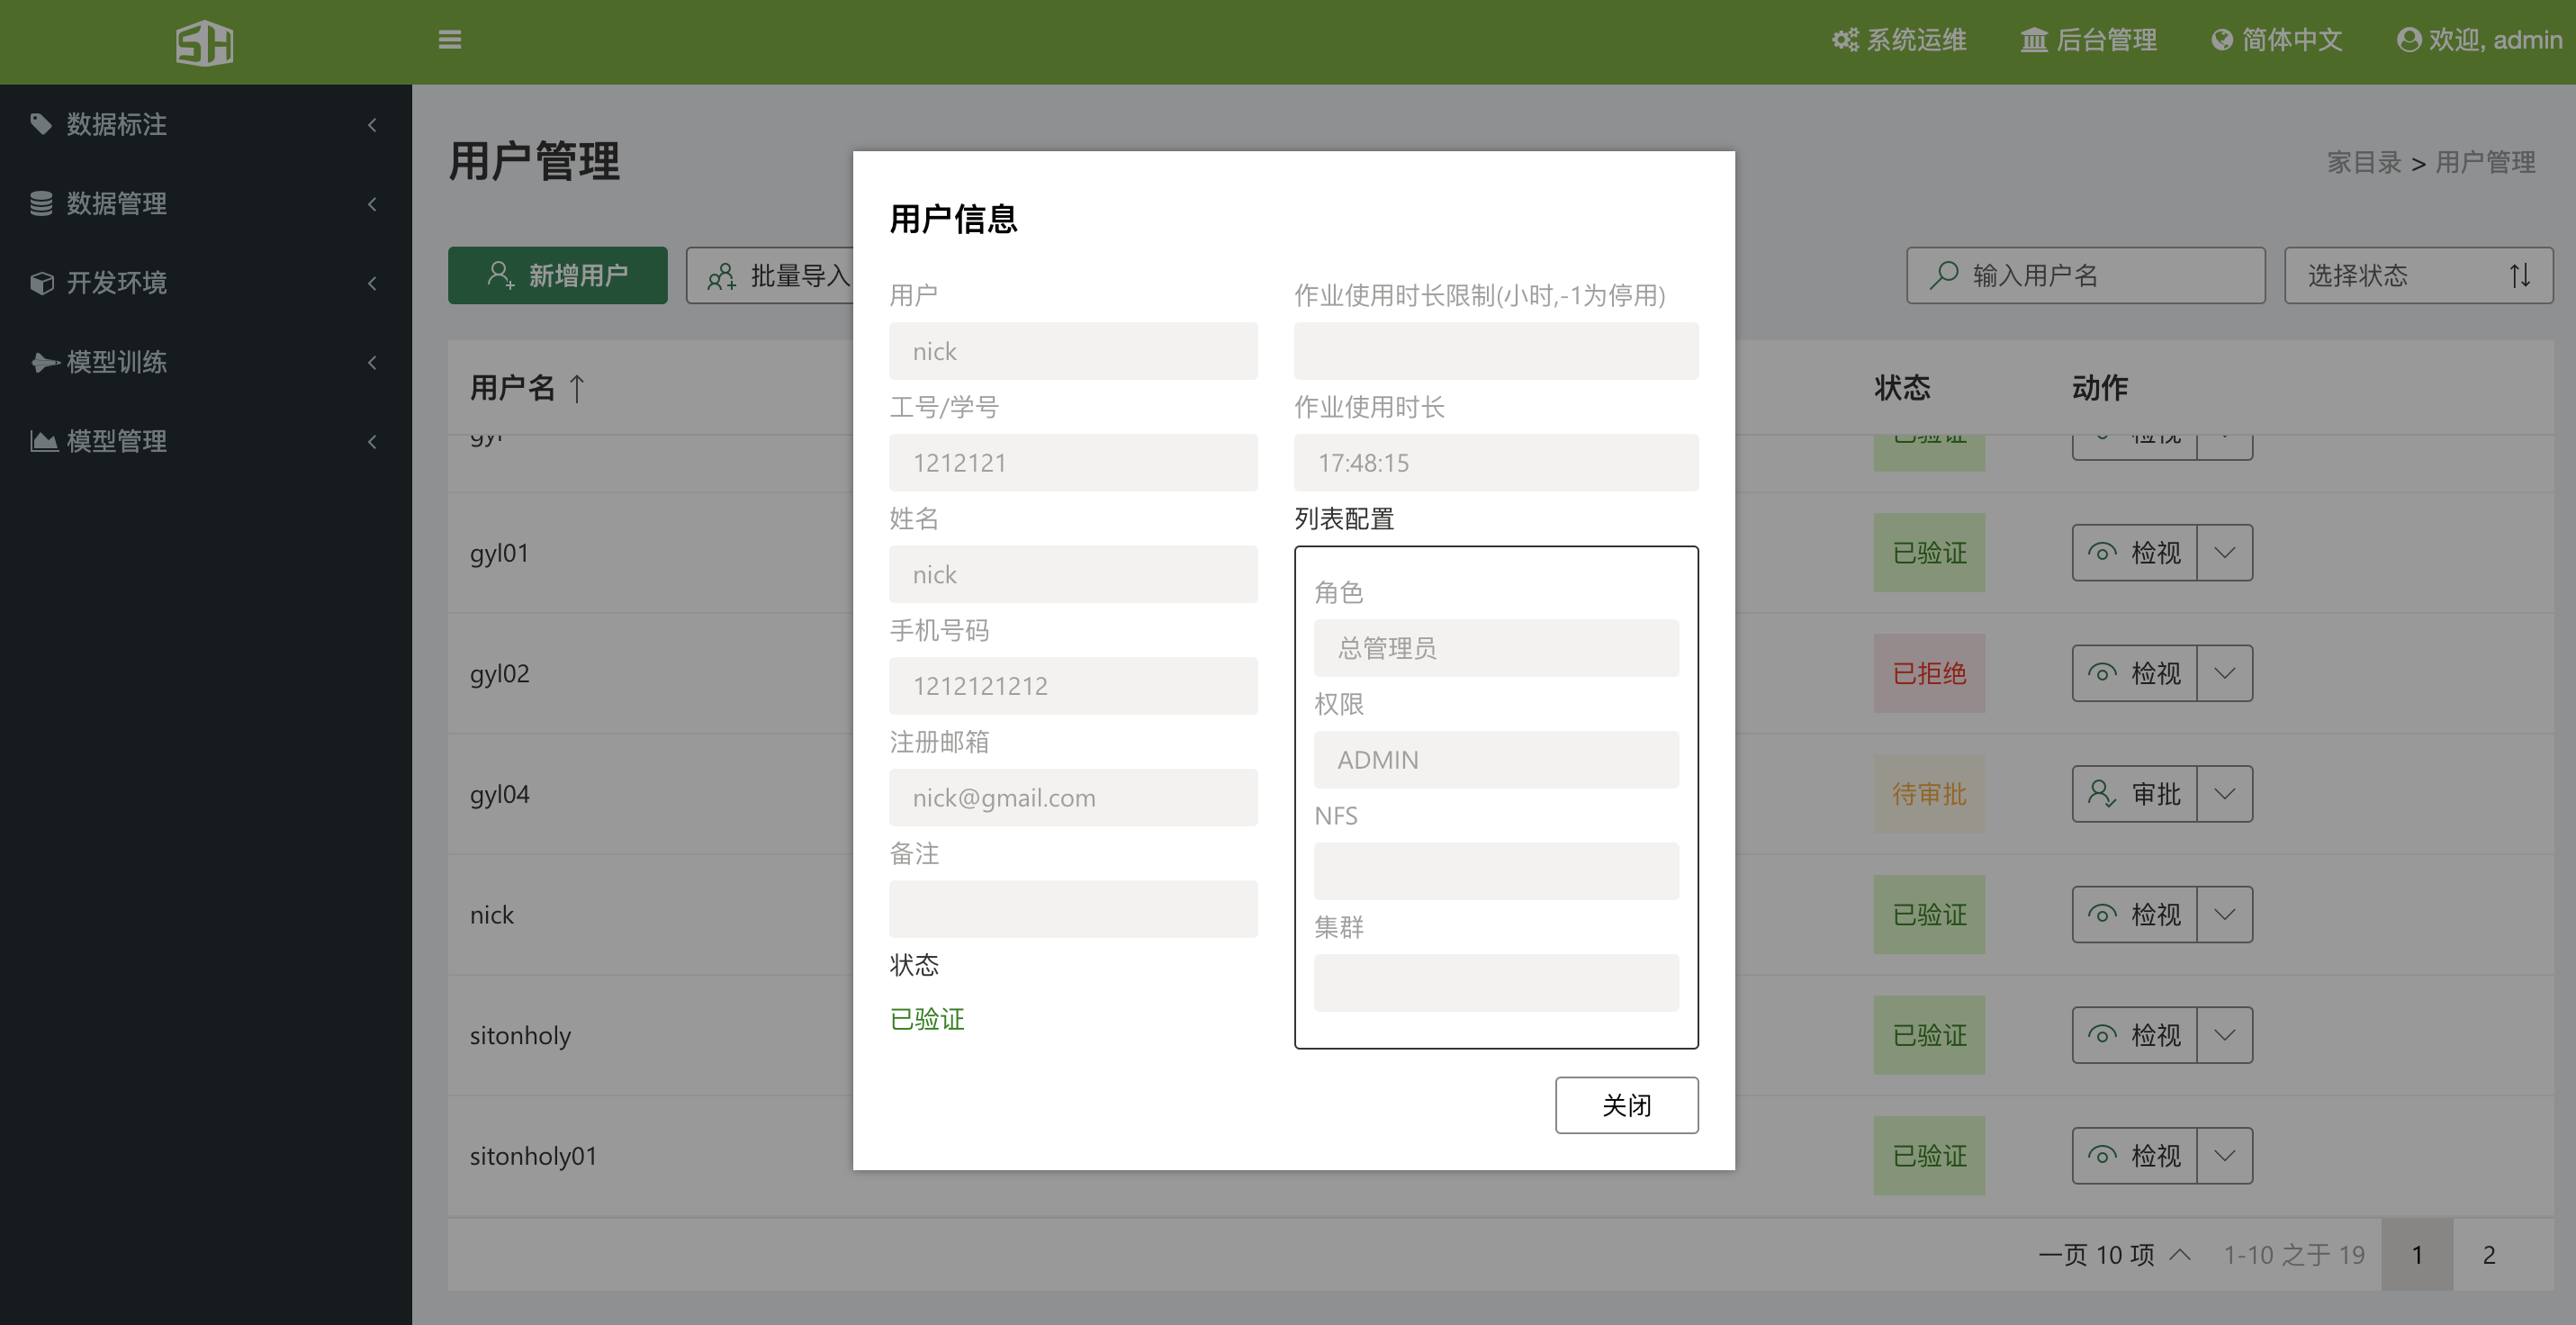 SH
系统运维
后台管理
简体中文
欢迎, admin
数据标注
数据管理
开发环境
模型训练
模型管理
用户管理
家目录 > 用户管理
新增用户
批量导入
输入用户名
选择状态
用户名
状态
动作
gyl
已验证
检视
gyl01
已验证
检视
gyl02
已拒绝
检视
gyl04
待审批
审批
nick
已验证
检视
sitonholy
已验证
检视
sitonholy01
已验证
检视
一页 10 项
1-10 之于 19
1
2
用户信息
用户
nick
工号/学号
1212121
姓名
nick
手机号码
1212121212
注册邮箱
nick@gmail.com
备注
状态
已验证
作业使用时长限制(小时,-1为停用)
作业使用时长
17:48:15
列表配置
角色
总管理员
权限
ADMIN
NFS
集群
关闭